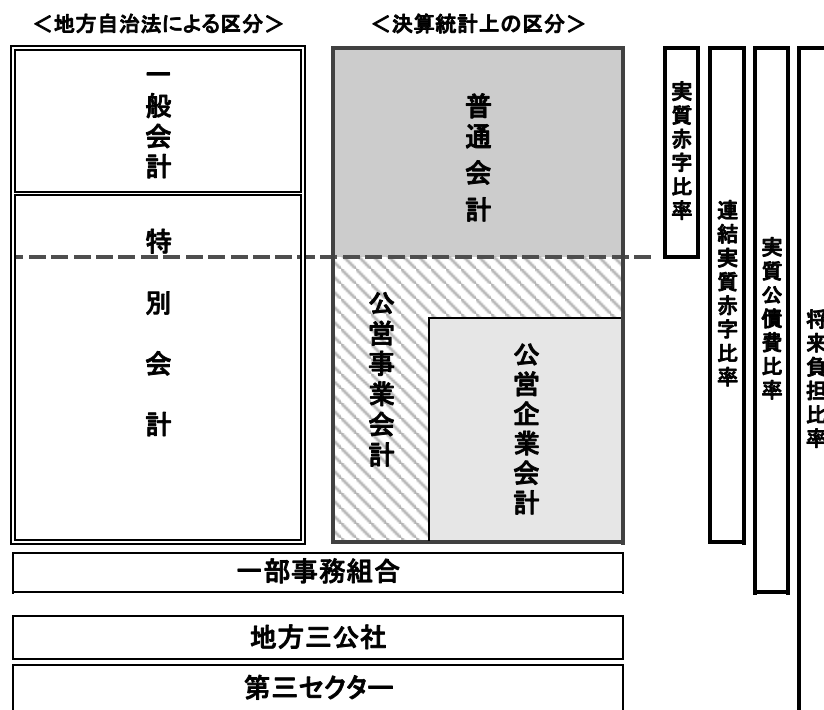 ＜地方自治法による区分＞
＜決算統計上の区分＞
一般会計
特別会計
普通会計
公営事業会計
公営企業会計
実質赤字比率
連結実質赤字比率
実質公債費比率
将来負担比率
一部事務組合
地方三公社
第三セクター